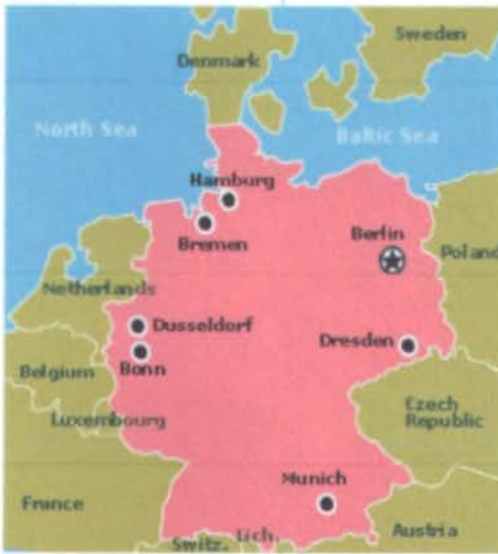 Sweden
Denmark
North Sea
Baltic Sea
Hamburg
Bremen
Berlin
Poland
Netherlands
Dusseldorf
Dresden
Belgium
Bonn
Luxembourg
Czech
Republic
Munich
France
Switz.
Lich.
Austria